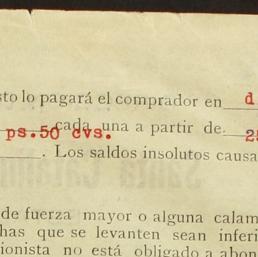 sto lo pagará el comprador en d
ps.50 cvs. cada una a partir de 2
. Los saldos insolutos causa
de fuerza mayor o alguna calam
has que se levanten sean inferi
ionista no está obligado a abon